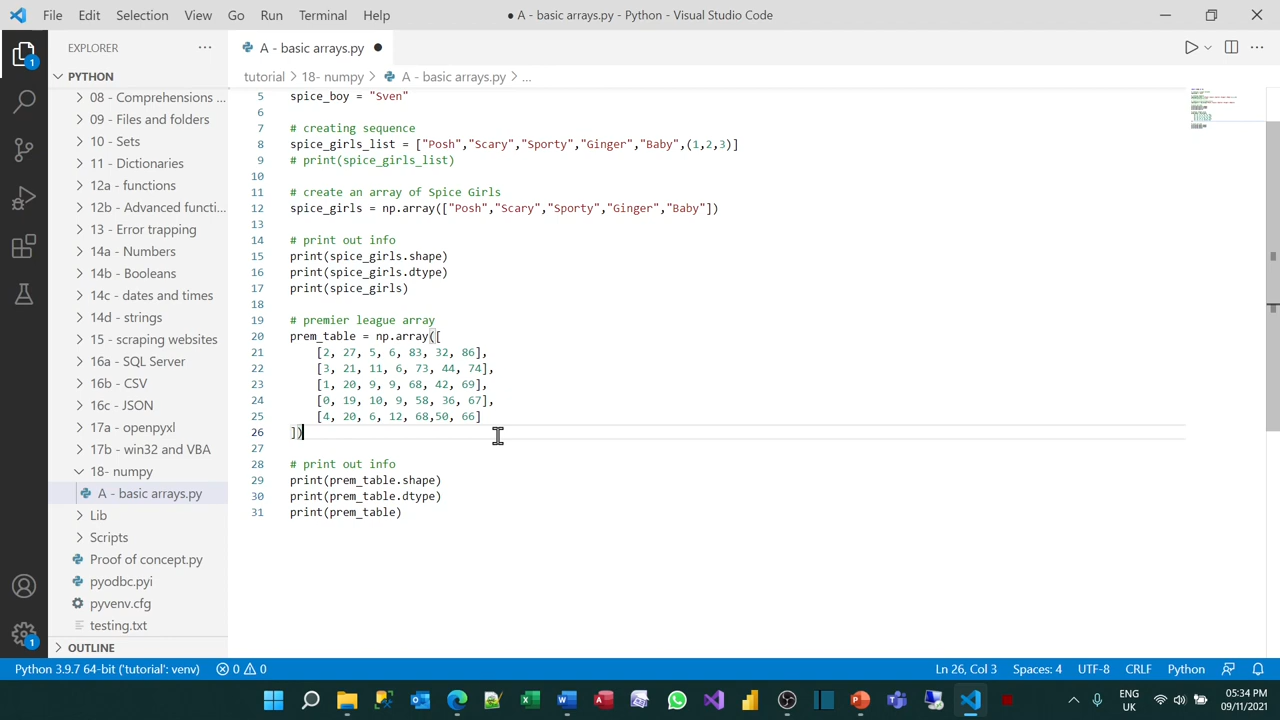 File Edit Selection View Go Run Terminal Help
● A - basic arrays.py - Python - Visual Studio Code
EXPLORER
PYTHON
08 - Comprehensions ...
09 - Files and folders
10 - Sets
11 - Dictionaries
12a - functions
12b - Advanced functi...
13 - Error trapping
14a - Numbers
14b - Booleans
14c - dates and times
14d - strings
15 - scraping websites
16a - SQL Server
16b - CSV
16c - JSON
17a - openpyxl
17b - win32 and VBA
18- numpy
A - basic arrays.py
Lib
Scripts
Proof of concept.py
pyodbc.pyi
pyvenv.cfg
testing.txt
OUTLINE
1
1
A - basic arrays.py ●
tutorial > 18- numpy > A - basic arrays.py > ...
5 spice_boy = "Sven"
6
7 # creating sequence
8 spice_girls_list = ["Posh","Scary","Sporty","Ginger","Baby",(1,2,3)]
9 # print(spice_girls_list)
10
11 # create an array of Spice Girls
12 spice_girls = np.array(["Posh","Scary","Sporty","Ginger","Baby"])
13
14 # print out info
15 print(spice_girls.shape)
16 print(spice_girls.dtype)
17 print(spice_girls)
18
19 # premier league array
20 prem_table = np.array([
21 [2, 27, 5, 6, 83, 32, 86],
22 [3, 21, 11, 6, 73, 44, 74],
23 [1, 20, 9, 9, 68, 42, 69],
24 [0, 19, 10, 9, 58, 36, 67],
25 [4, 20, 6, 12, 68,50, 66]
26 ])
27
28 # print out info
29 print(prem_table.shape)
30 print(prem_table.dtype)
31 print(prem_table)
Python 3.9.7 64-bit ('tutorial': venv) 0 0
Ln 26, Col 3 Spaces: 4 UTF-8 CRLF Python
ENG
UK
05:34 PM
09/11/2021